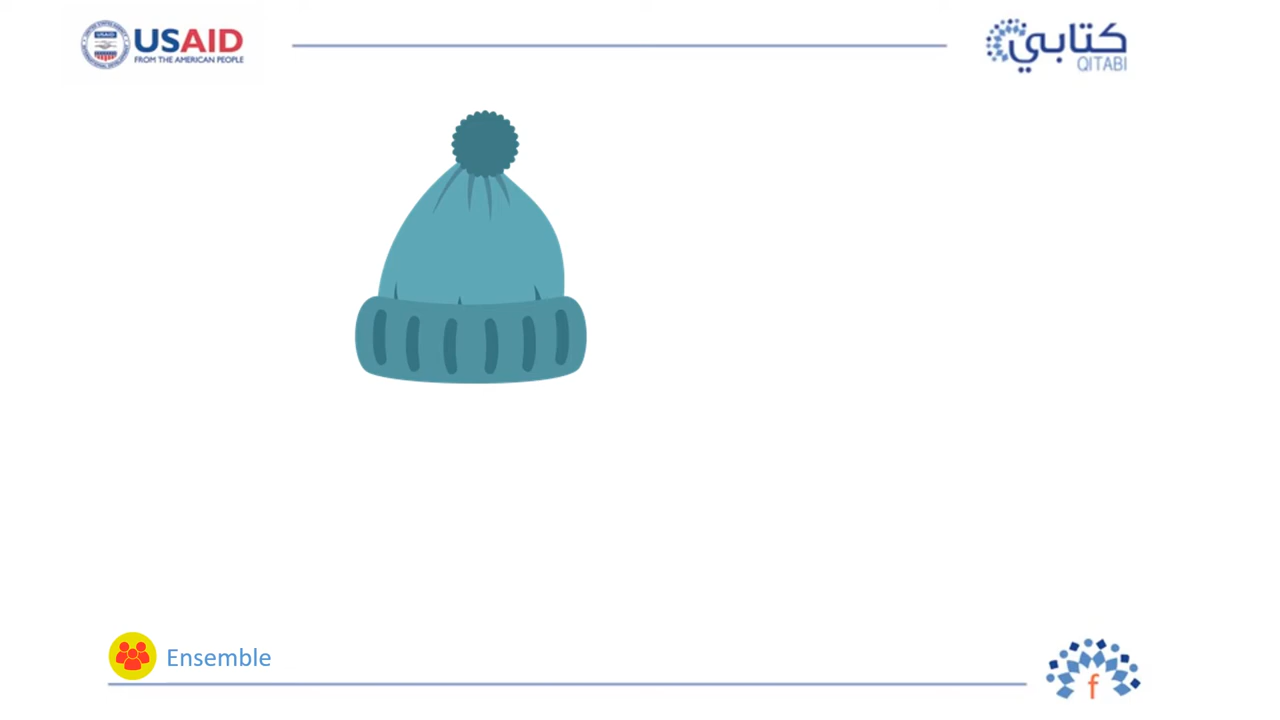 USAID
FROM THE AMERICAN PEOPLE
كتابي
QITABI
Ensemble
f